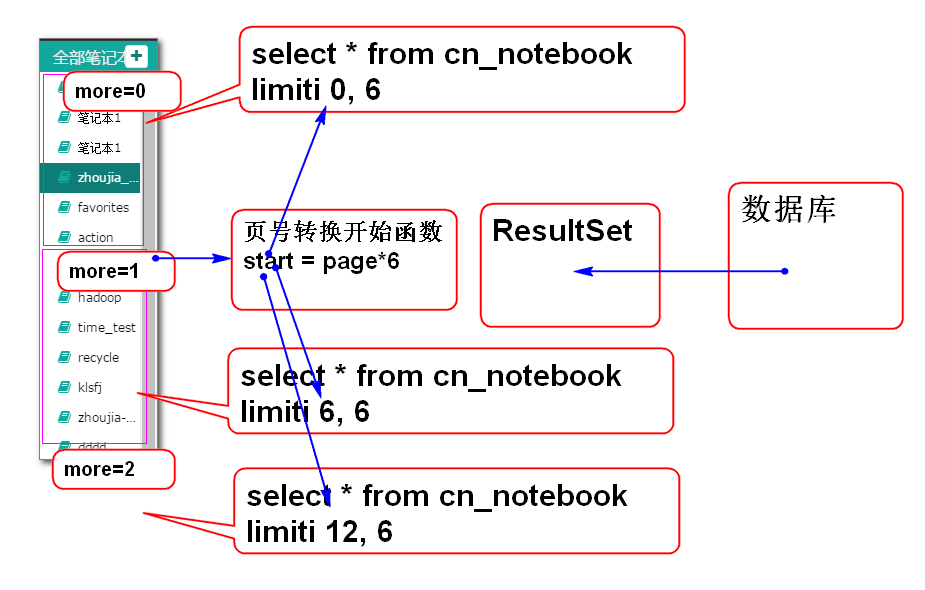 全部笔记本
more=0
笔记本1
笔记本1
zhoujia_...
favorites
action
more=1
hadoop
time_test
recycle
klsfj
zhoujia-...
dddd
more=2
select * from cn_notebook
limiti 0, 6
页号转换开始函数
start = page*6
ResultSet
数据库
select * from cn_notebook
limiti 6, 6
select * from cn_notebook
limiti 12, 6